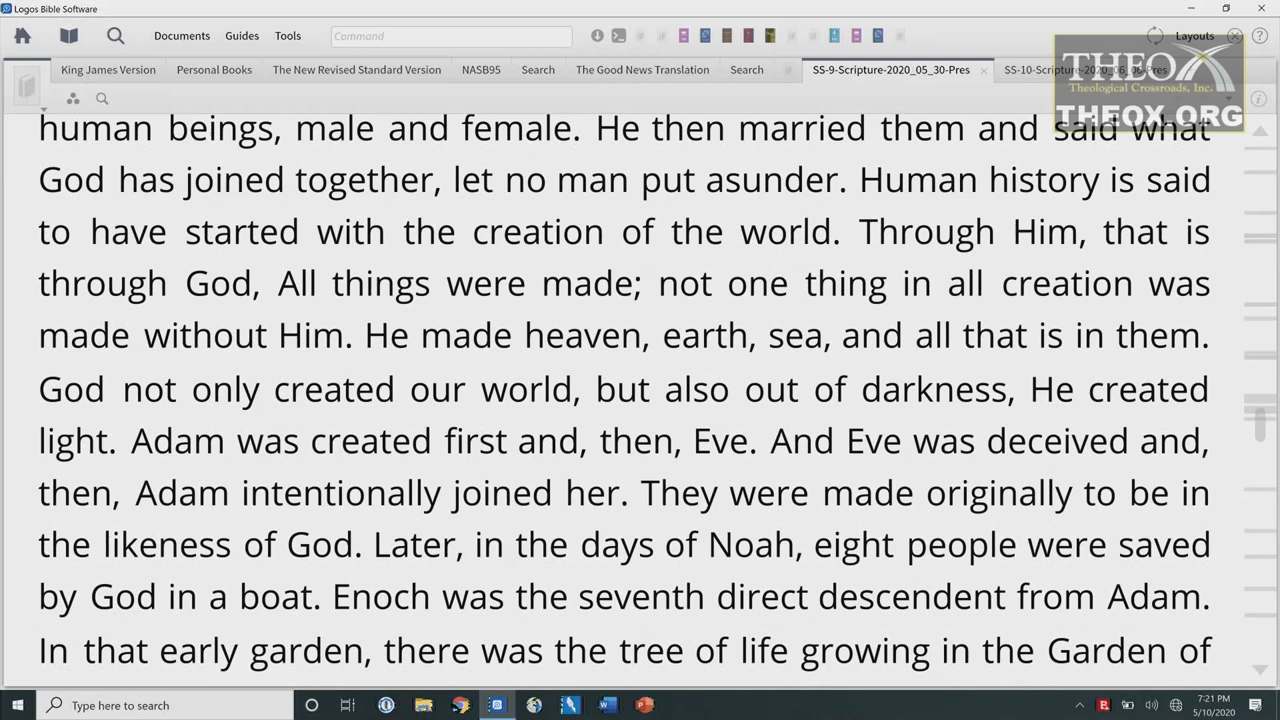 Logos Bible Software
Documents Guides Tools Command Layouts
King James Version Personal Books The New Revised NASB95 Search The Good News Translation Search SS-9-Scripture-2020_05_30-Pres SS-10-Scripture-2020_06_06-Pres
THEOX
Theological Crossroads, Inc.
THEOX.ORG
human beings, male and female. He then married them and said what
God has joined together, let no man put asunder. Human history is said
to have started with the creation of the world. Through Him, that is
through God, All things were made; not one thing in all creation was
made without Him. He made heaven, earth, sea, and all that is in them.
God not only created our world, but also out of darkness, He created
light. Adam was created first and, then, Eve. And Eve was deceived and,
then, Adam intentionally joined her. They were made originally to be in
the likeness of God. Later, in the days of Noah, eight people were saved
by God in a boat. Enoch was the seventh direct descendent from Adam.
In that early garden, there was the tree of life growing in the Garden of
Type here to search
7:21 PM
5/10/2020